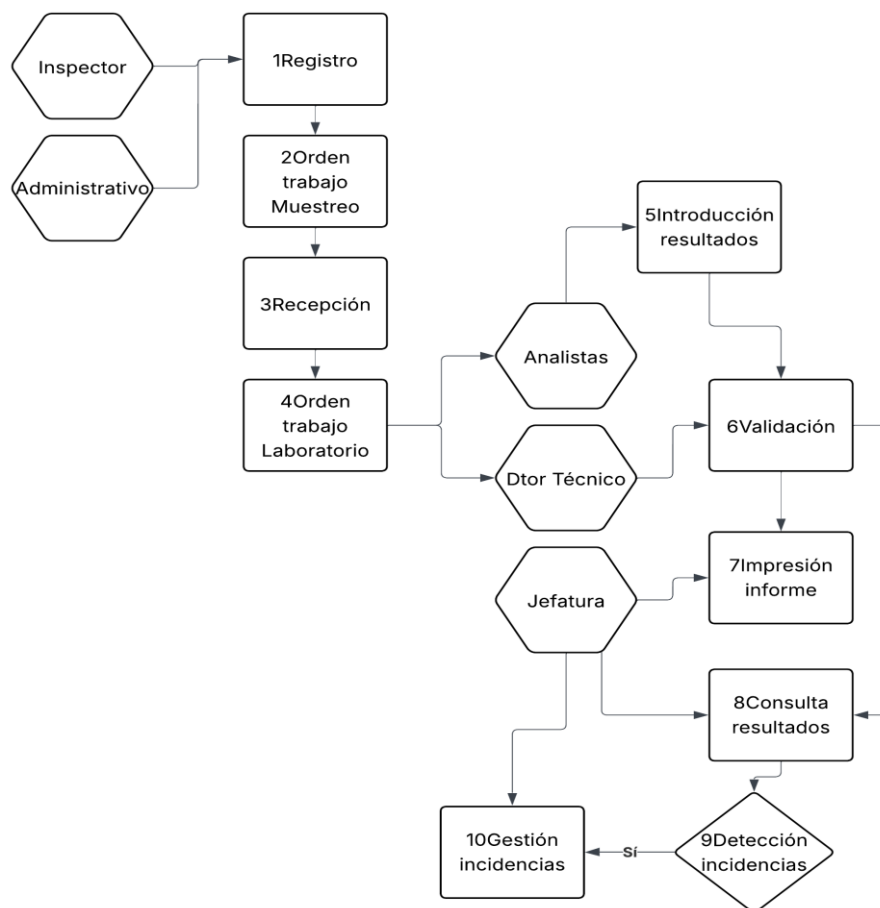 Inspector
1Registro
Administrativo
2Orden
trabajo
Muestreo
3Recepción
4Orden
trabajo
Laboratorio
5Introducción
resultados
Analistas
6Validación
Dtor Técnico
7Impresión
informe
Jefatura
8Consulta
resultados
9Detección
incidencias
Sí
10Gestión
incidencias